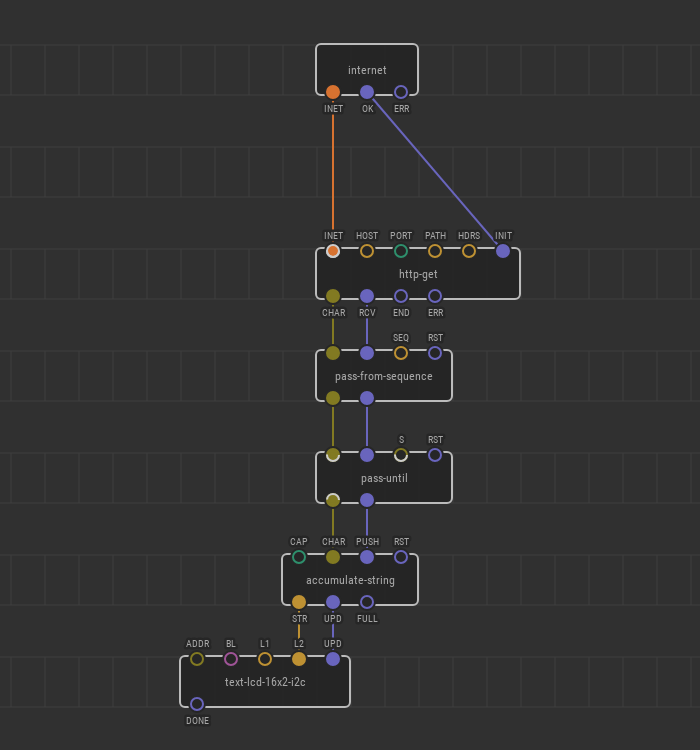 internet
INET OK ERR
INET HOST PORT PATH HDRS INIT
http-get
CHAR RCV END ERR
SEQ RST
pass-from-sequence
S RST
pass-until
CAP CHAR PUSH RST
accumulate-string
STR UPD FULL
ADDR BL L1 L2 UPD
text-lcd-16x2-i2c
DONE